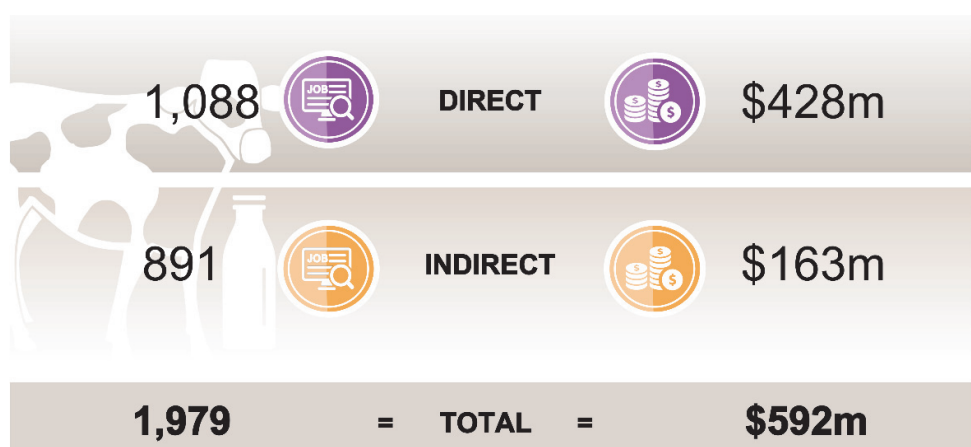 1,088 JOB DIRECT $ $ $ $428m
891 JOB INDIRECT $ $ $ $163m
1,979 = TOTAL = $592m